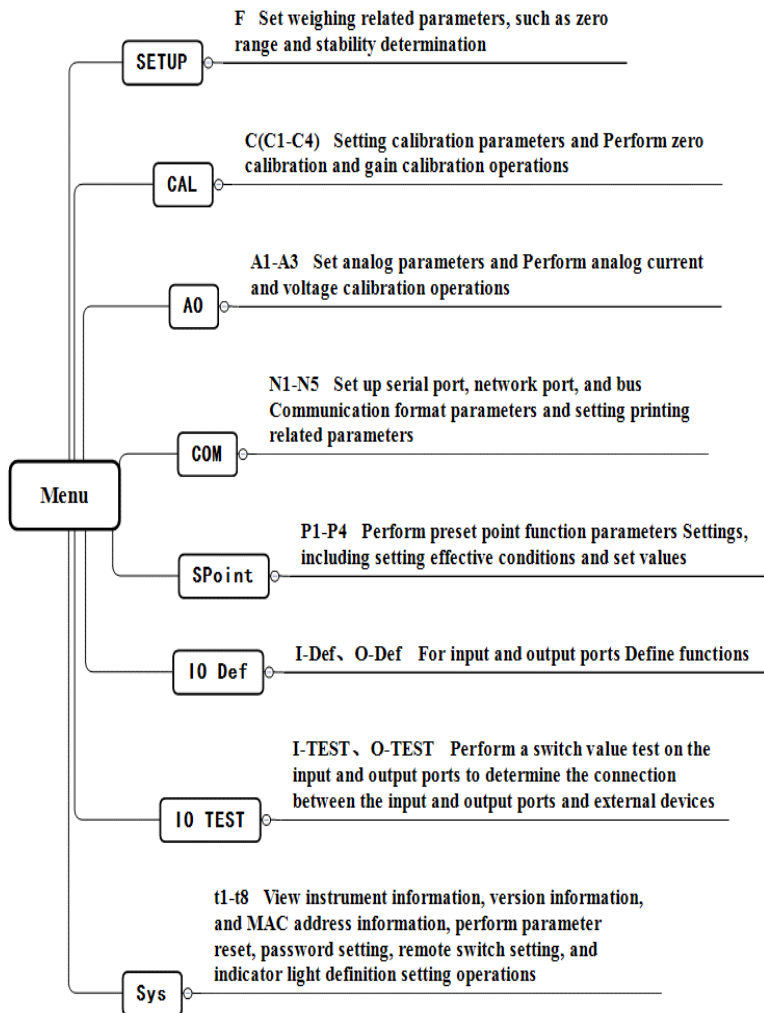 F Set weighing related parameters, such as zero
range and stability determination
SETUP
C(C1-C4) Setting calibration parameters and Perform zero
calibration and gain calibration operations
CAL
A1-A3 Set analog parameters and Perform analog current
and voltage calibration operations
AO
N1-N5 Set up serial port, network port, and bus
Communication format parameters and setting printing
related parameters
COM
Menu
P1-P4 Perform preset point function parameters Settings,
including setting effective conditions and set values
SPoint
I-Def、O-Def For input and output ports Define functions
IO Def
I-TEST、O-TEST Perform a switch value test on the
input and output ports to determine the connection
between the input and output ports and external devices
IO TEST
t1-t8 View instrument information, version information,
and MAC address information, perform parameter
reset, password setting, remote switch setting, and
indicator light definition setting operations
Sys